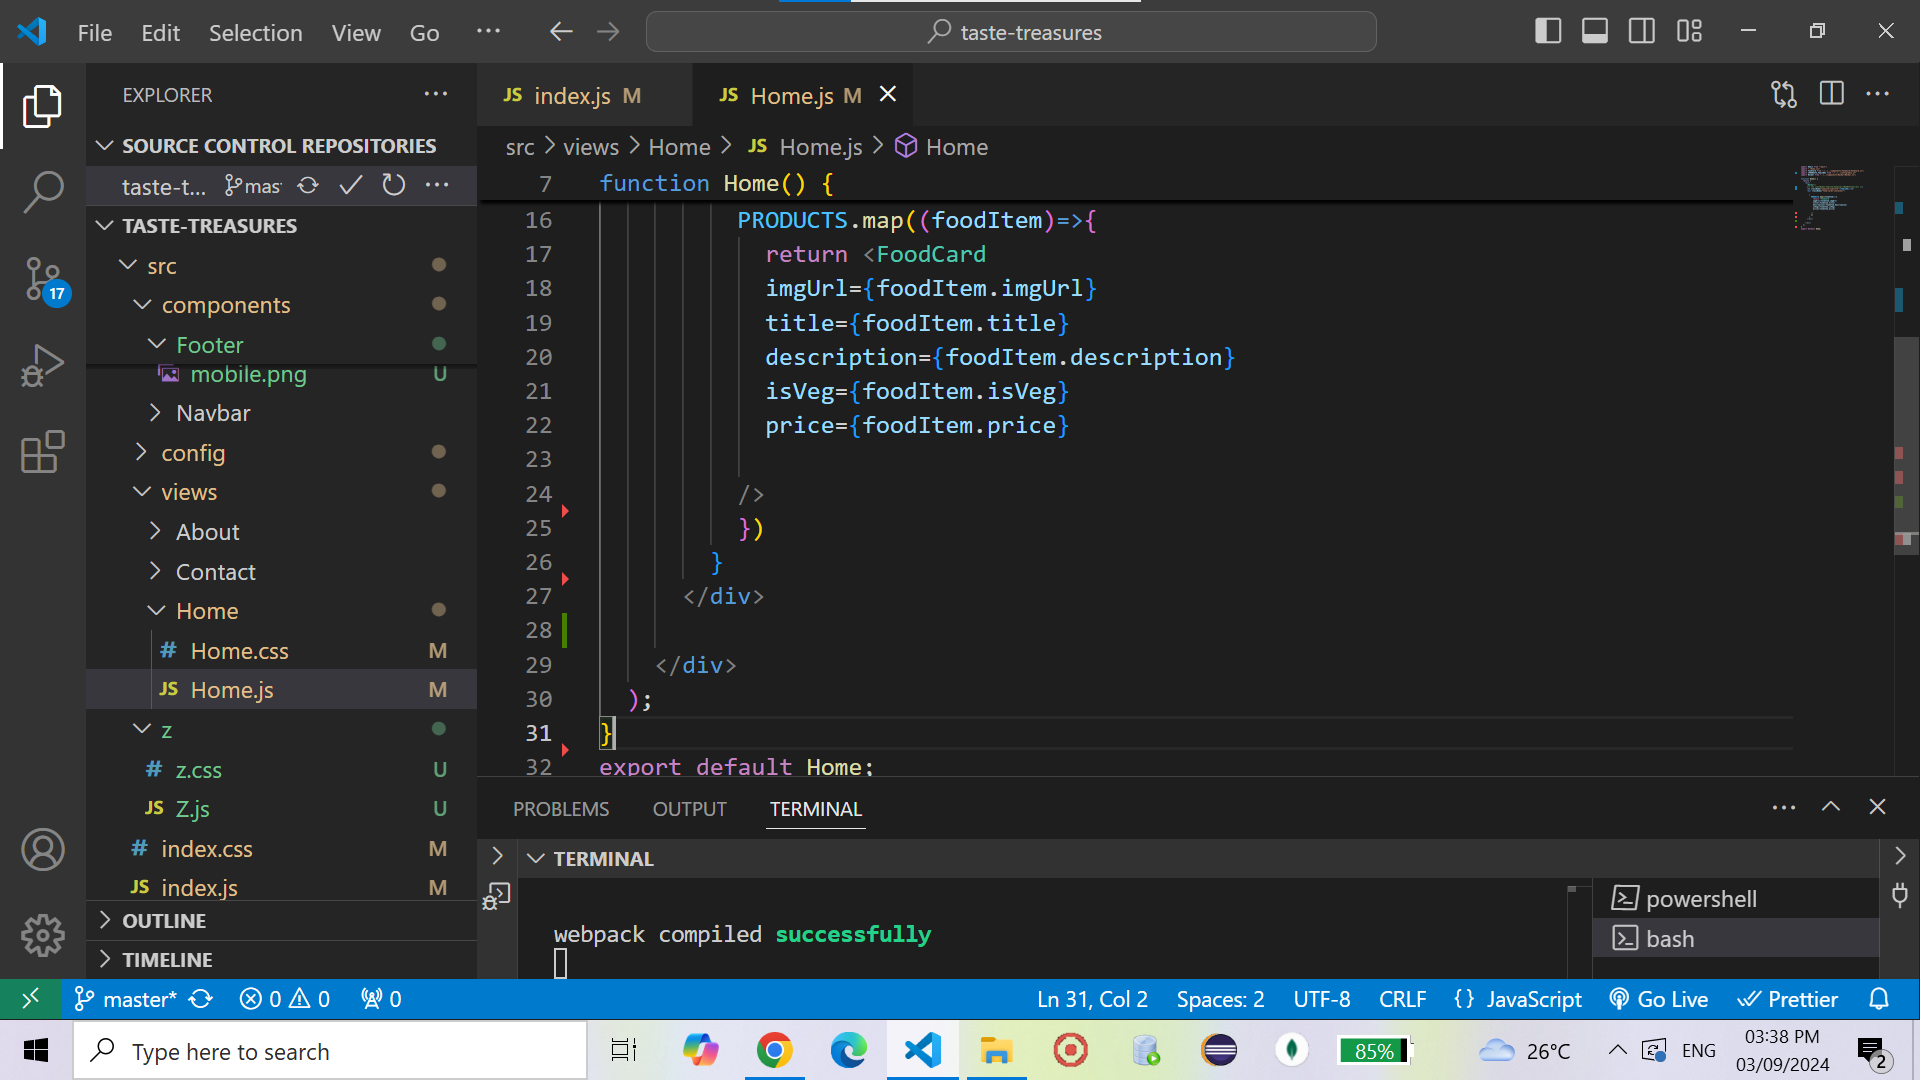 File Edit Selection View Go ··· taste-treasures
EXPLORER ···
SOURCE CONTROL REPOSITORIES
taste-t... mas ···
TASTE-TREASURES
src
components
Footer
mobile.png U
Navbar
config
views
About
Contact
Home
# Home.css M
JS Home.js M
z
# z.css U
JS Z.js U
# index.css M
JS index.js M
OUTLINE
TIMELINE
17
JS index.js M JS Home.js M
src > views > Home > JS Home.js > Home
7 function Home() {
16 PRODUCTS.map((foodItem)=>{
17 return <FoodCard
18 imgUrl={foodItem.imgUrl}
19 title={foodItem.title}
20 description={foodItem.description}
21 isVeg={foodItem.isVeg}
22 price={foodItem.price}
23
24 />
25 })
26 }
27 </div>
28
29 </div>
30 );
31 }
32 export default Home;
PROBLEMS OUTPUT TERMINAL
TERMINAL
webpack compiled successfully
powershell
bash
master* 0 0 0 Ln 31, Col 2 Spaces: 2 UTF-8 CRLF {} JavaScript Go Live Prettier
Type here to search 85% 26°C ENG 03:38 PM
03/09/2024 2